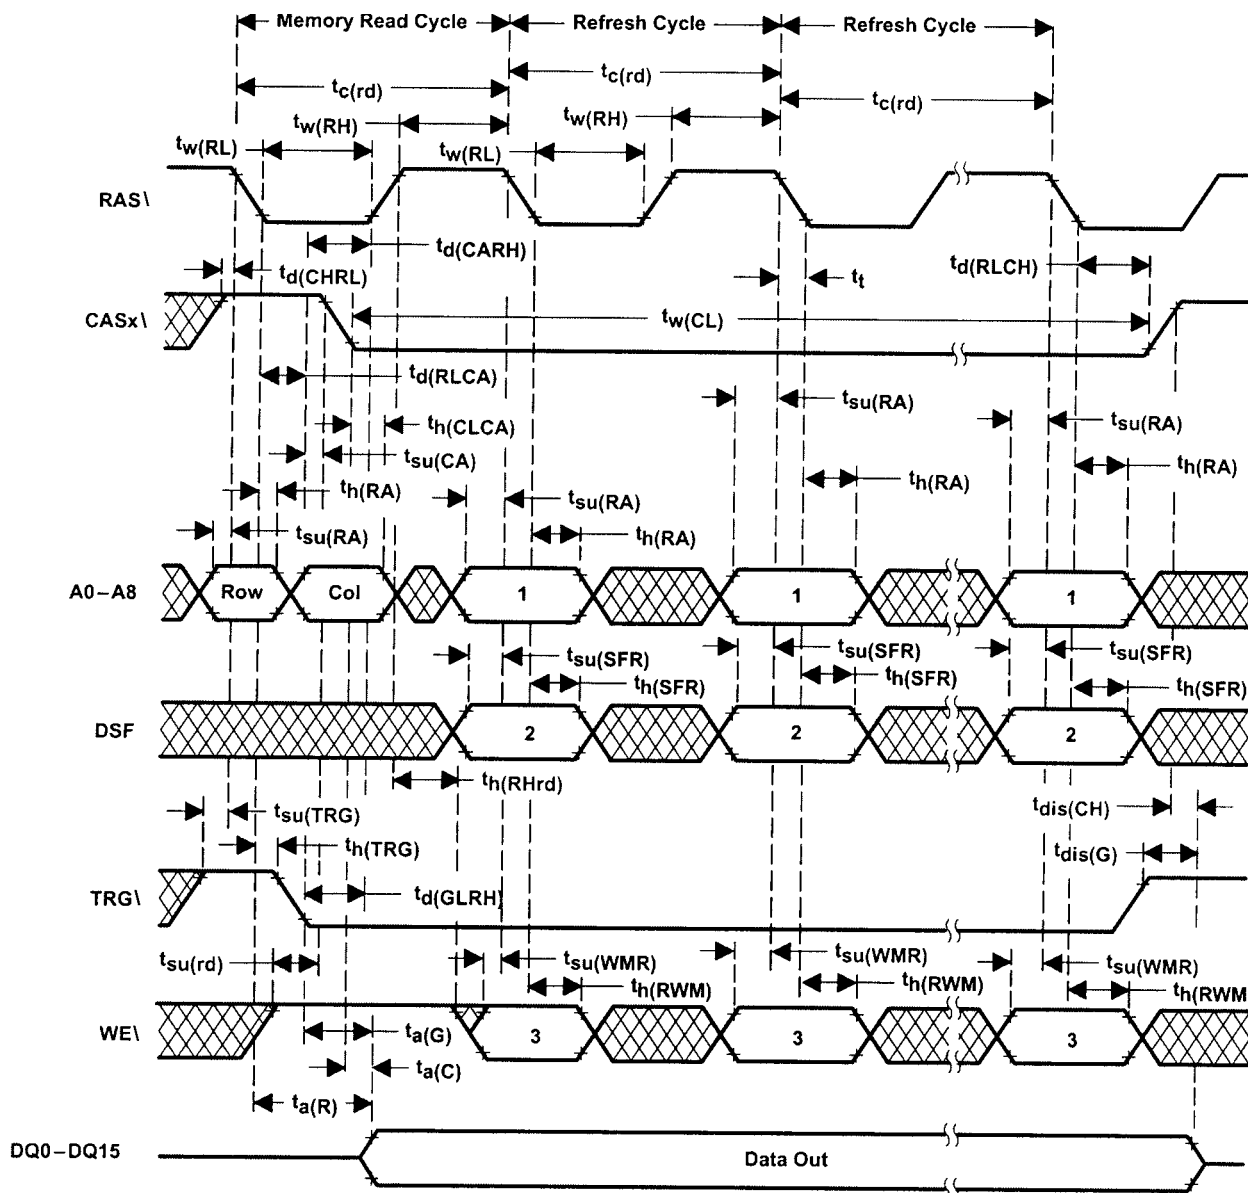 Memory Read Cycle Refresh Cycle Refresh Cycle
tc(rd) tc(rd) tc(rd)
tw(RH) tw(RH)
tw(RL) tw(RL)
RAS\
td(CARH)
td(CHRL) tt td(RLCH)
CASx\ tw(CL)
td(RLCA)
tsu(RA)
th(CLCA) tsu(RA)
tsu(CA)
th(RA) tsu(RA) th(RA) th(RA)
tsu(RA) th(RA)
A0–A8 Row Col 1 1 1
tsu(SFR) tsu(SFR) tsu(SFR)
th(SFR) th(SFR) th(SFR)
DSF 2 2 2
th(RHrd)
tsu(TRG) tdis(CH)
th(TRG) tdis(G)
TRG\ td(GLRH)
tsu(rd) tsu(WMR) tsu(WMR) tsu(WMR)
th(RWM) th(RWM) th(RWM
WE\ ta(G) 3 3 3
ta(C)
ta(R)
DQ0–DQ15 Data Out